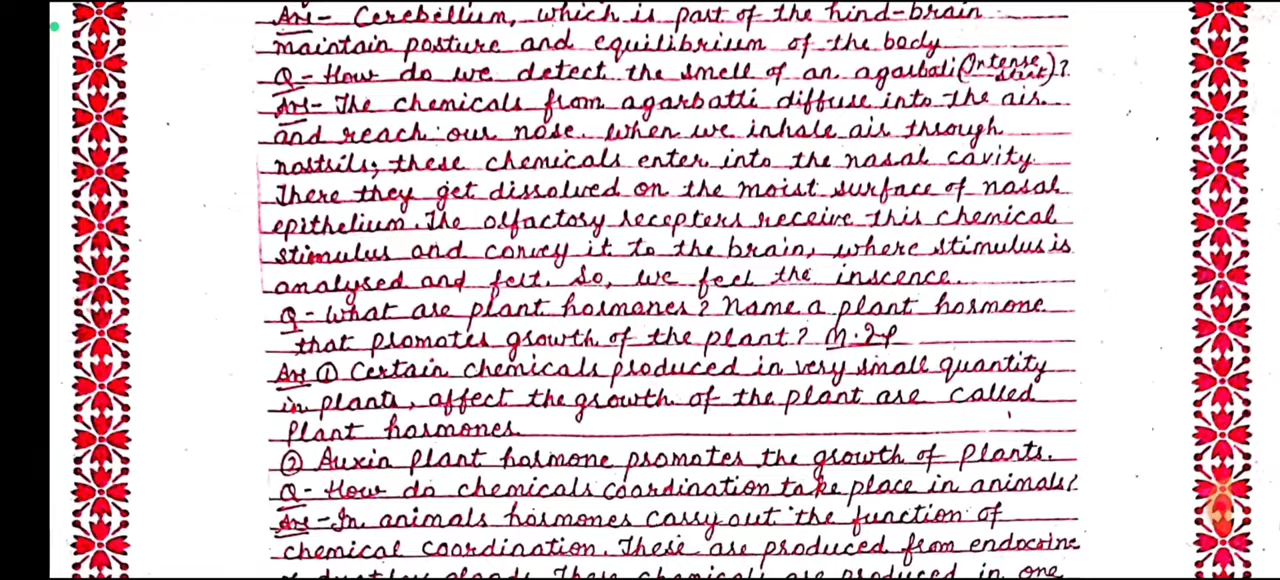 Ans- Cerebellum, which is part of the hind-brain
maintain posture and equilibrium of the body
Q- How do we detect the smell of an agarbati (Intense
stick)?
Ans- The chemicals from agarbatti diffuse into the air
and reach our nose. When we inhale air through
nostrils; these chemicals enter into the nasal cavity.
There they get dissolved on the moist surface of nasal
epithelium. The olfactory recepters receive this chemical
stimulus and convey it to the brain, where stimulus is
analysed and felt. So, we feel the inscence.
Q- What are plant hormones? Name a plant hormone
that promotes growth of the plant?
Ans ① Certain chemicals produced in very small quantity
in plants, affect the growth of the plant are called
Plant hormones.
② Auxin plant hormone promotes the growth of plants.
Q- How do chemicals coordination take place in animals?
Ans- In animals hormones carry out the function of
chemical coordination. These are produced from endocrine
glands. These chemicals are produced in one